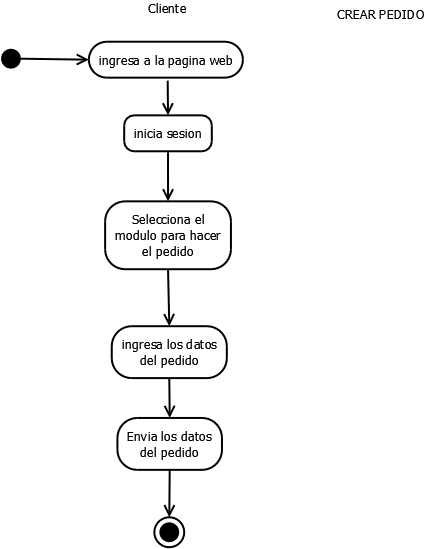 Cliente
CREAR PEDIDO
ingresa a la pagina web
inicia sesion
Selecciona el
modulo para hacer
el pedido
ingresa los datos
del pedido
Envia los datos
del pedido